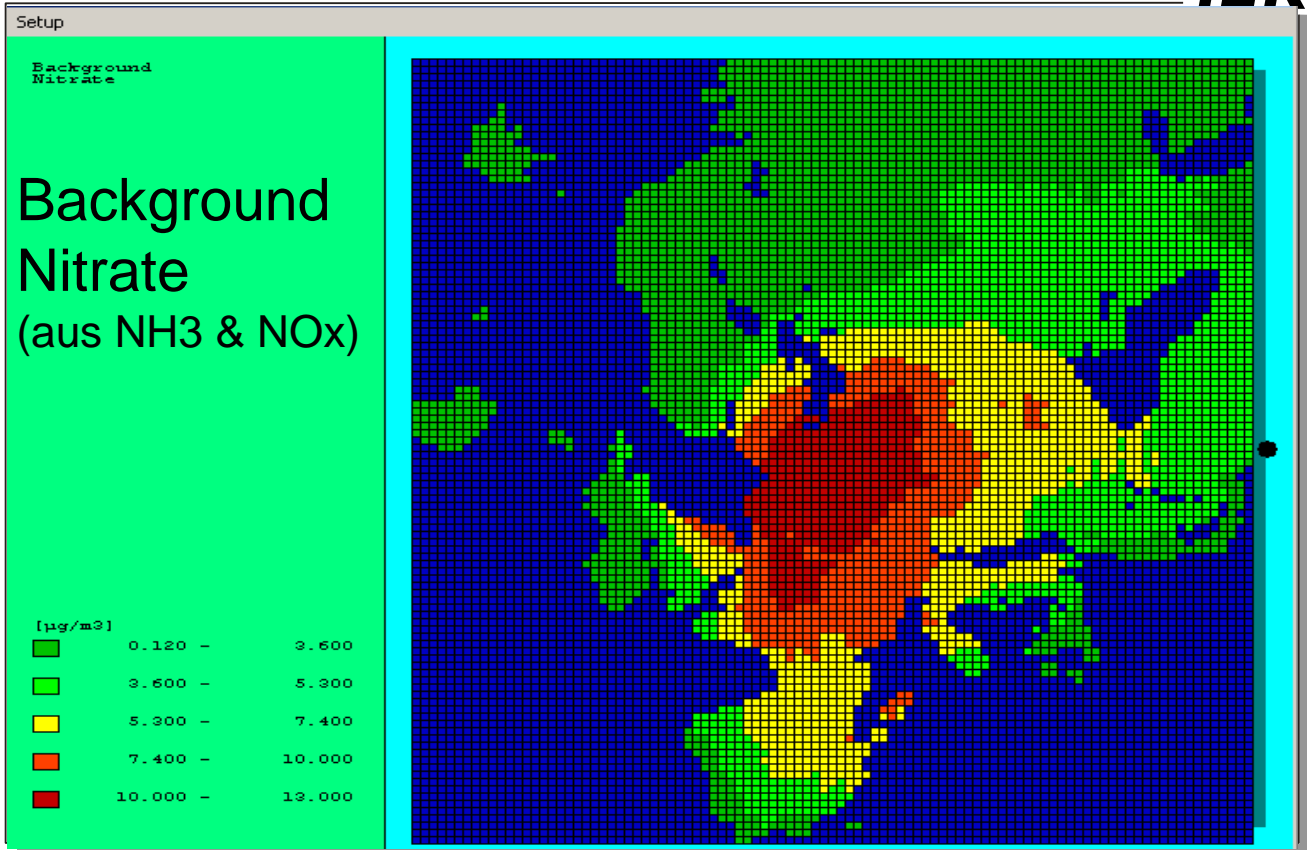 Setup
Background
Nitrate
Background
Nitrate
(aus NH3 & NOx)
[µg/m3]
0.120 - 3.600
3.600 - 5.300
5.300 - 7.400
7.400 - 10.000
10.000 - 13.000